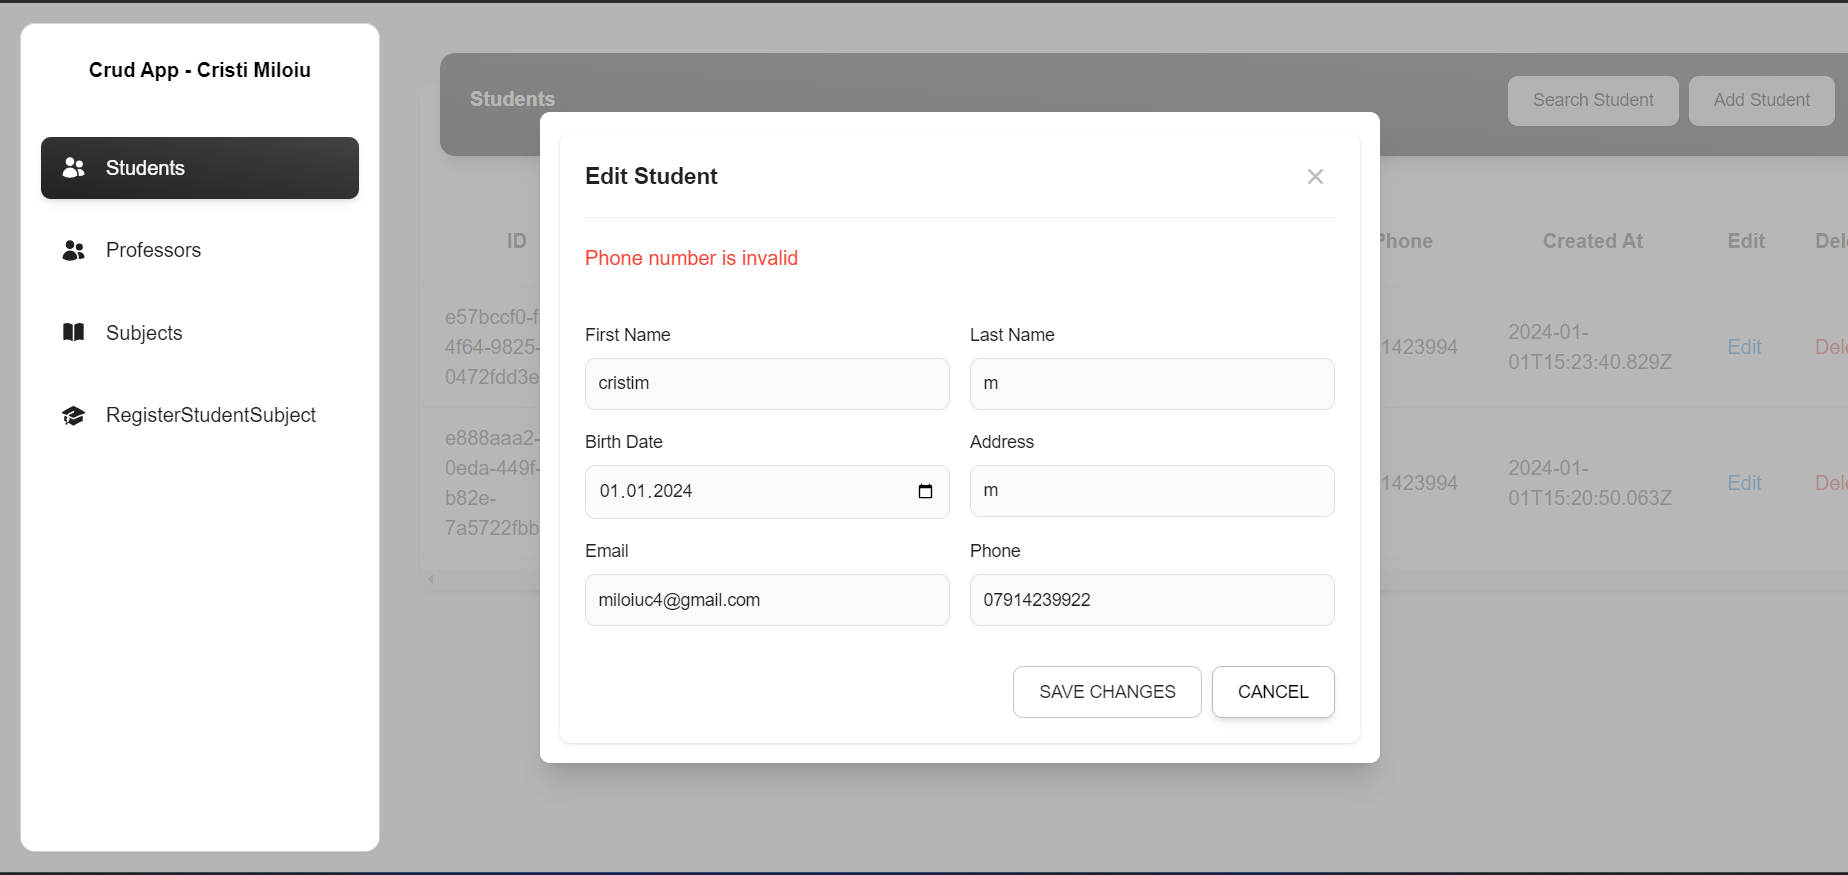 Crud App - Cristi Miloiu
Students
Professors
Subjects
RegisterStudentSubject
Students
Search Student
Add Student
ID
Phone
Created At
Edit
Del
e57bccf0-f
4f64-9825-
0472fdd3e
1423994
2024-01-
01T15:23:40.829Z
Edit
Del
e888aaa2-
0eda-449f-
b82e-
7a5722fbb
1423994
2024-01-
01T15:20:50.063Z
Edit
Del
Edit Student
Phone number is invalid
First Name
Last Name
cristim
m
Birth Date
Address
01.01.2024
m
Email
Phone
miloiuc4@gmail.com
07914239922
SAVE CHANGES
CANCEL